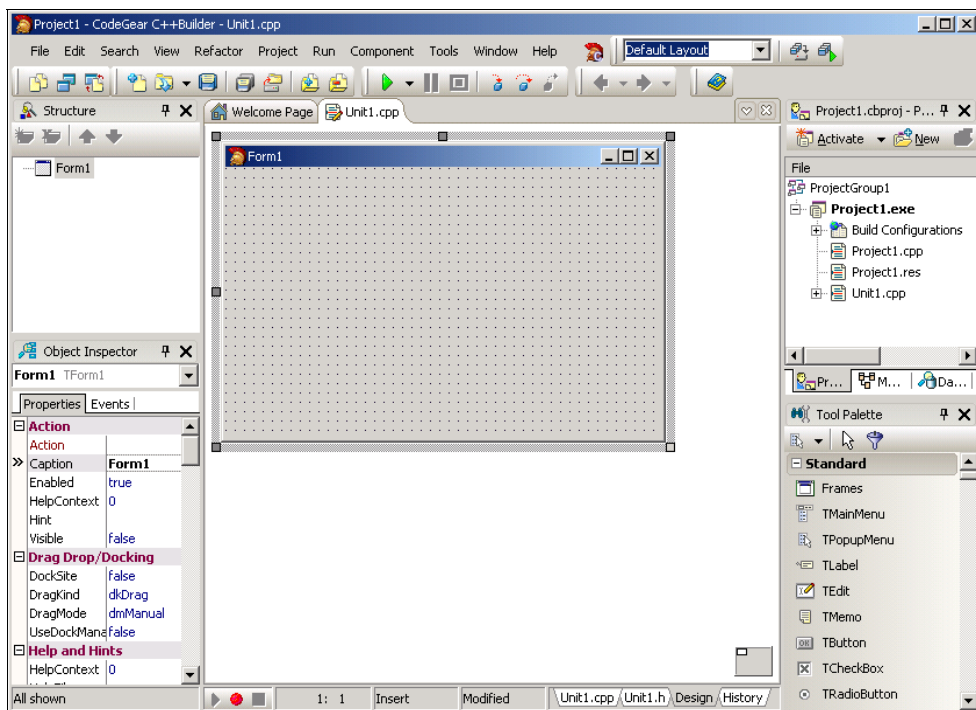 Project1 - CodeGear C++Builder - Unit1.cpp
File Edit Search View Refactor Project Run Component Tools Window Help
Default Layout
Structure
Form1
Welcome Page
Unit1.cpp
Form1
Project1.cbproj - P...
Activate
New
File
ProjectGroup1
Project1.exe
Build Configurations
Project1.cpp
Project1.res
Unit1.cpp
Pr...
M...
Da...
Object Inspector
Form1 TForm1
Properties Events
Action
Action
Caption Form1
Enabled true
HelpContext 0
Hint
Visible false
Drag Drop/Docking
DockSite false
DragKind dkDrag
DragMode dmManual
UseDockMana false
Help and Hints
HelpContext 0
All shown
Tool Palette
Standard
Frames
TMainMenu
TPopupMenu
TLabel
TEdit
TMemo
OK TButton
TCheckBox
TRadioButton
1: 1 Insert Modified
Unit1.cpp Unit1.h Design History